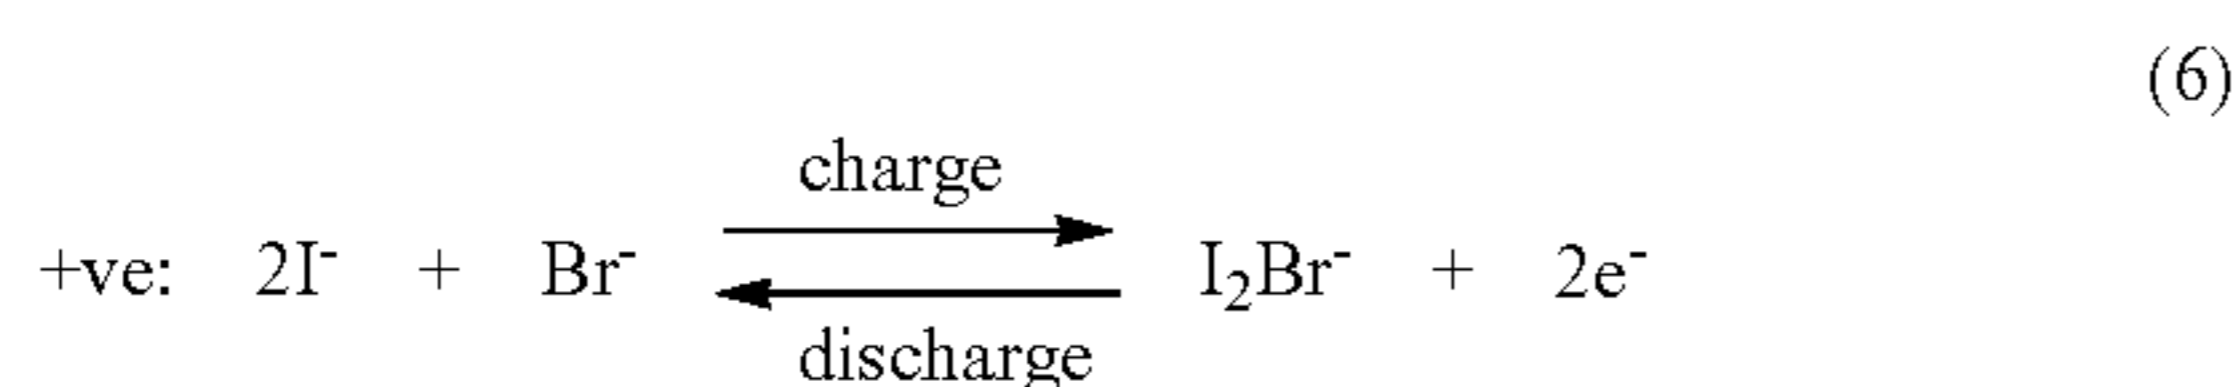 (6)
charge
+ve: 2I⁻ + Br⁻ I₂Br⁻ + 2e⁻
discharge